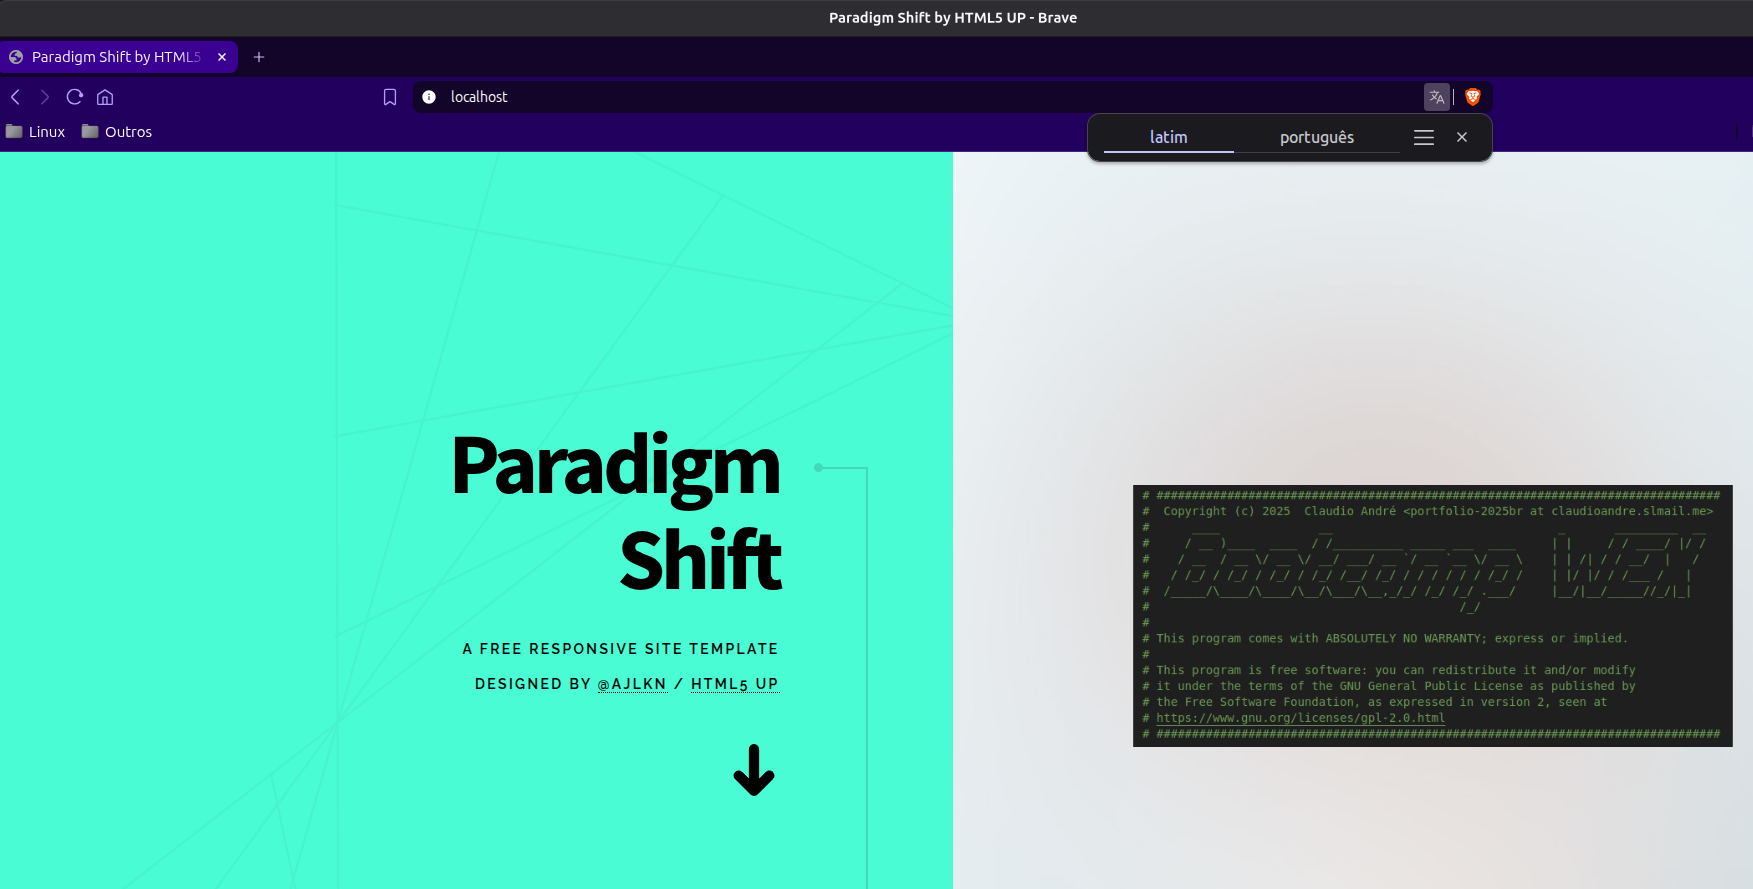 Paradigm Shift by HTML5 UP - Brave
Paradigm Shift by HTML5
localhost
latim português
Linux Outros
Paradigm
Shift
A FREE RESPONSIVE SITE TEMPLATE
DESIGNED BY @AJLKN / HTML5 UP
# ###############################################################################
# Copyright (c) 2025 Claudio André <portfolio-2025br at claudioandre.slmail.me>
#
# This program comes with ABSOLUTELY NO WARRANTY; express or implied.
#
# This program is free software: you can redistribute it and/or modify
# it under the terms of the GNU General Public License as published by
# the Free Software Foundation, as expressed in version 2, seen at
# https://www.gnu.org/licenses/gpl-2.0.html
# ###############################################################################